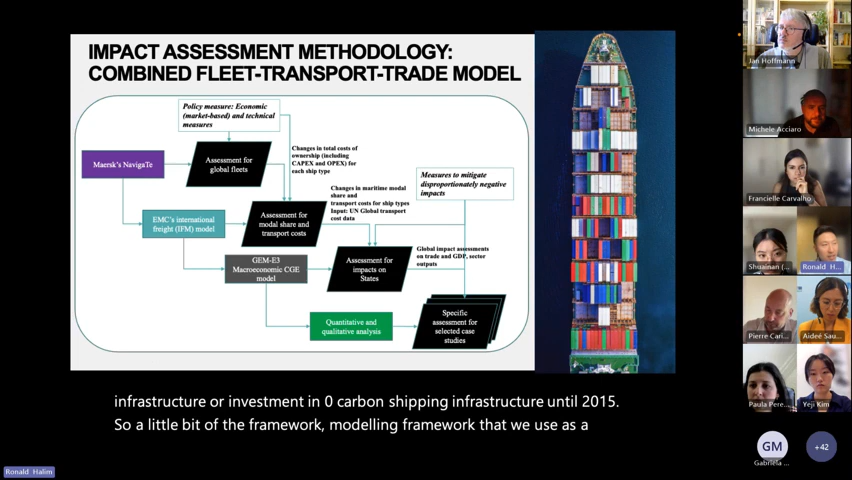 IMPACT ASSESSMENT METHODOLOGY:
COMBINED FLEET-TRANSPORT-TRADE MODEL
Policy measure: Economic
(market-based) and technical
measures
Maersk's NavigaTe
Assessment for
global fleets
Changes in total costs of
ownership (including
CAPEX and OPEX) for
each ship type
Measures to mitigate
disproportionately negative
impacts
EMC's international
freight (IFM) model
Assessment for
modal share and
transport costs
Changes in maritime modal
share and
transport costs for ship types
Input: UN Global transport
cost data
GEM-E3
Macroeconomic CGE
model
Assessment for
impacts on
States
Global impact assessments
on trade and GDP, sector
outputs
Quantitative and
qualitative analysis
Specific
assessment for
selected case
studies
infrastructure or investment in 0 carbon shipping infrastructure until 2015.
So a little bit of the framework, modelling framework that we use as a
Ronald Halim
Jan Hoffmann
Michele Acciaro
Francielle Carvalho
Shuainan (...
Ronald H...
Pierre Cari...
Aideé Sau...
Paula Pere...
Yeji Kim
GM
Gabriela ...
+42